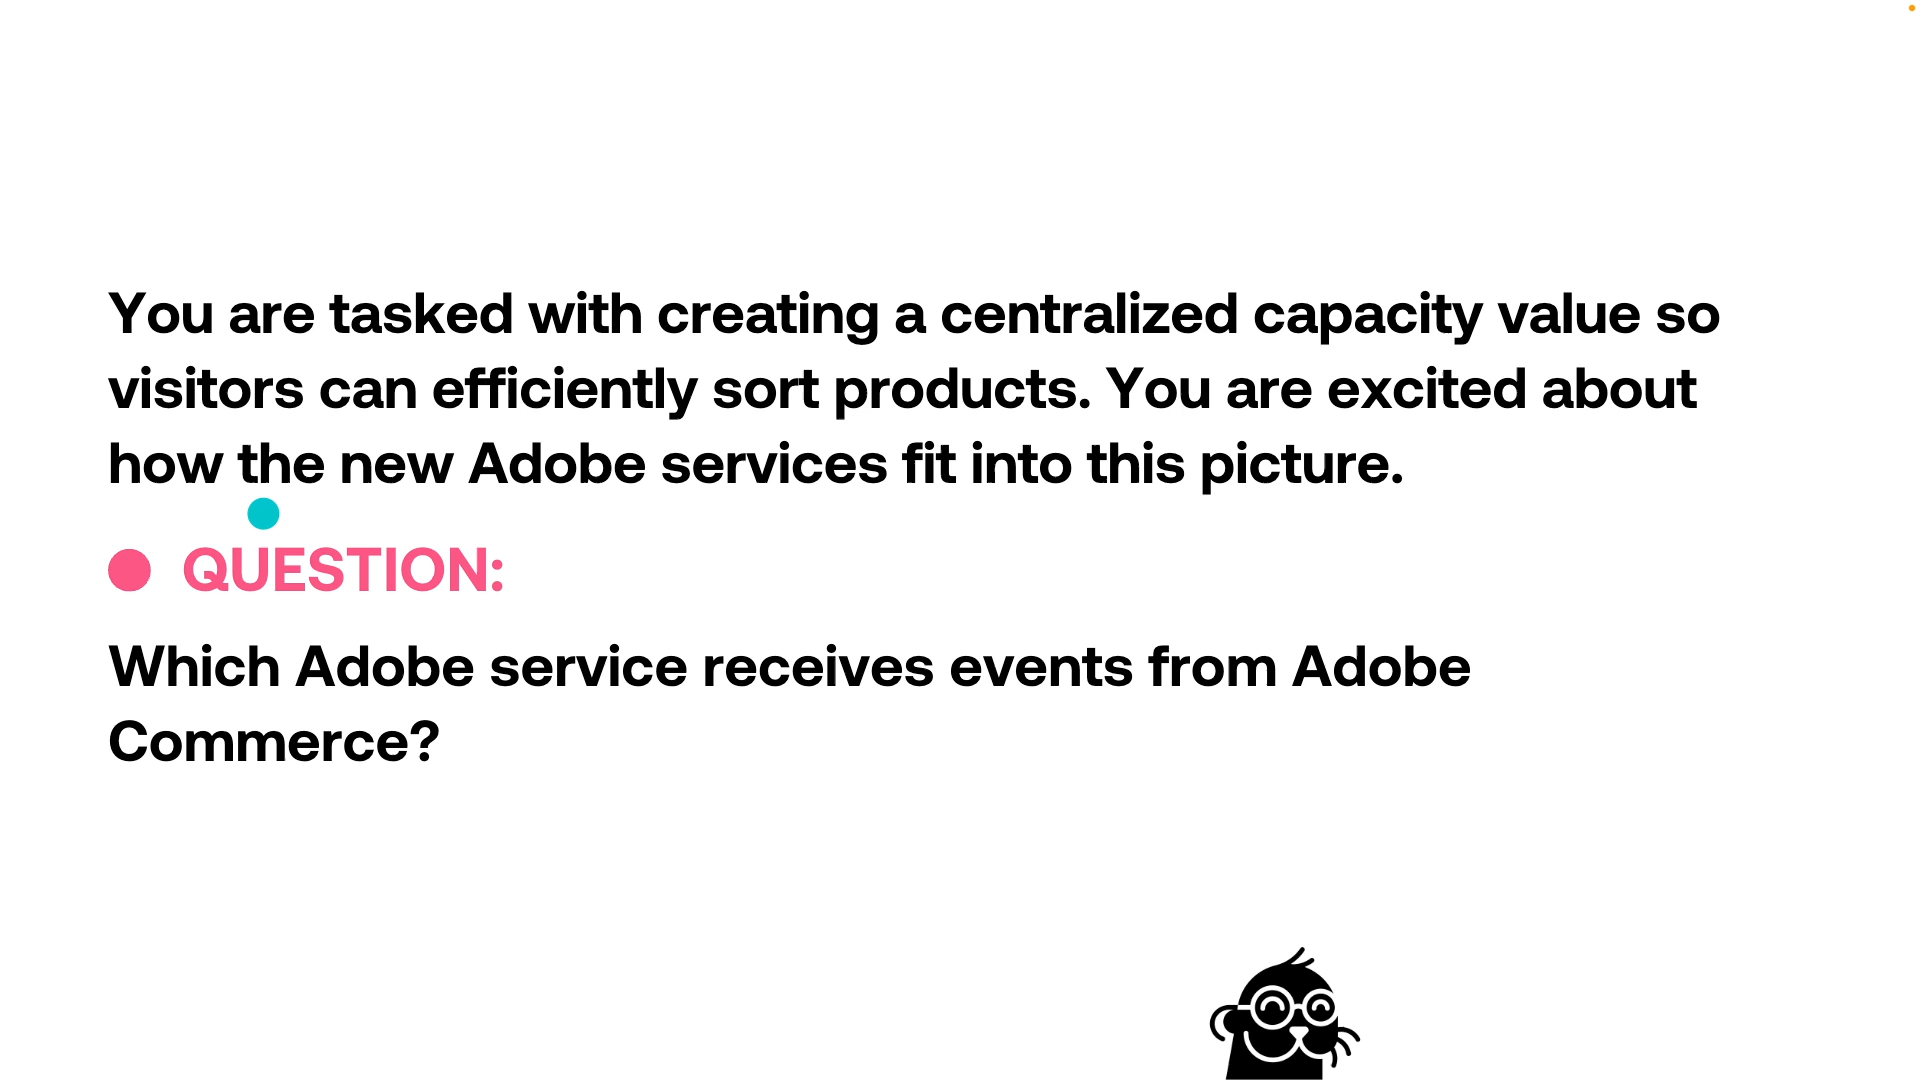 You are tasked with creating a centralized capacity value so
visitors can efficiently sort products. You are excited about
how the new Adobe services fit into this picture.
QUESTION:
Which Adobe service receives events from Adobe
Commerce?